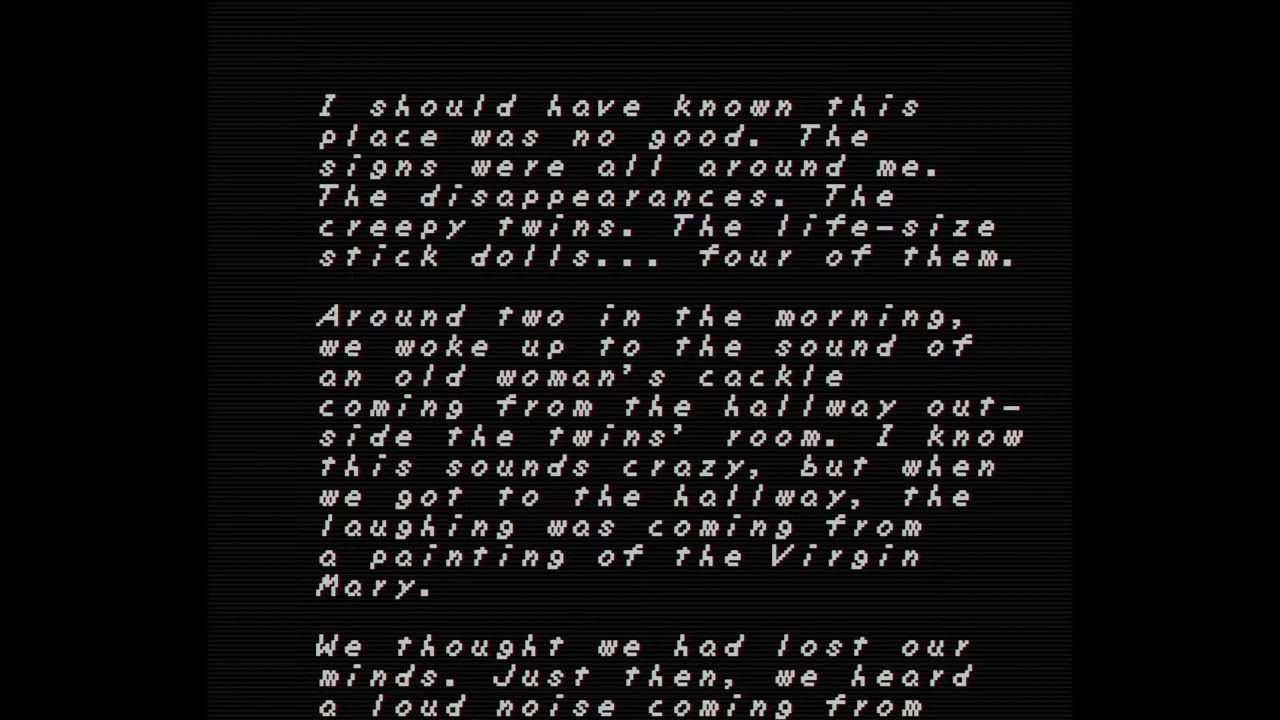 I should have known this
place was no good. The
signs were all around me.
The disappearances. The
creepy twins. The life-size
stick dolls... four of them.
Around two in the morning,
we woke up to the sound of
an old woman's cackle
coming from the hallway out-
side the twins' room. I know
this sounds crazy, but when
we got to the hallway, the
laughing was coming from
a painting of the Virgin
Mary.
We thought we had lost our
minds. Just then, we heard
a loud noise coming from